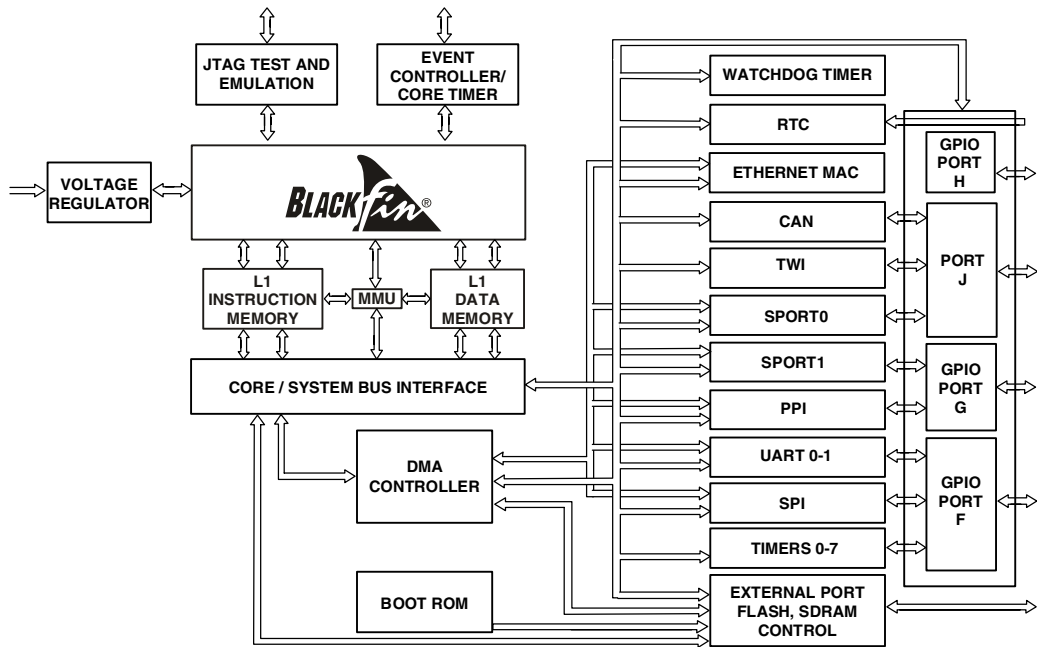 JTAG TEST AND
EMULATION
EVENT
CONTROLLER/
CORE TIMER
WATCHDOG TIMER
RTC
ETHERNET MAC
CAN
TWI
SPORT0
SPORT1
PPI
UART 0-1
SPI
TIMERS 0-7
EXTERNAL PORT
FLASH, SDRAM
CONTROL
GPIO
PORT
H
PORT
J
GPIO
PORT
G
GPIO
PORT
F
VOLTAGE
REGULATOR
BLACKfin®
L1
INSTRUCTION
MEMORY
MMU
L1
DATA
MEMORY
CORE / SYSTEM BUS INTERFACE
DMA
CONTROLLER
BOOT ROM